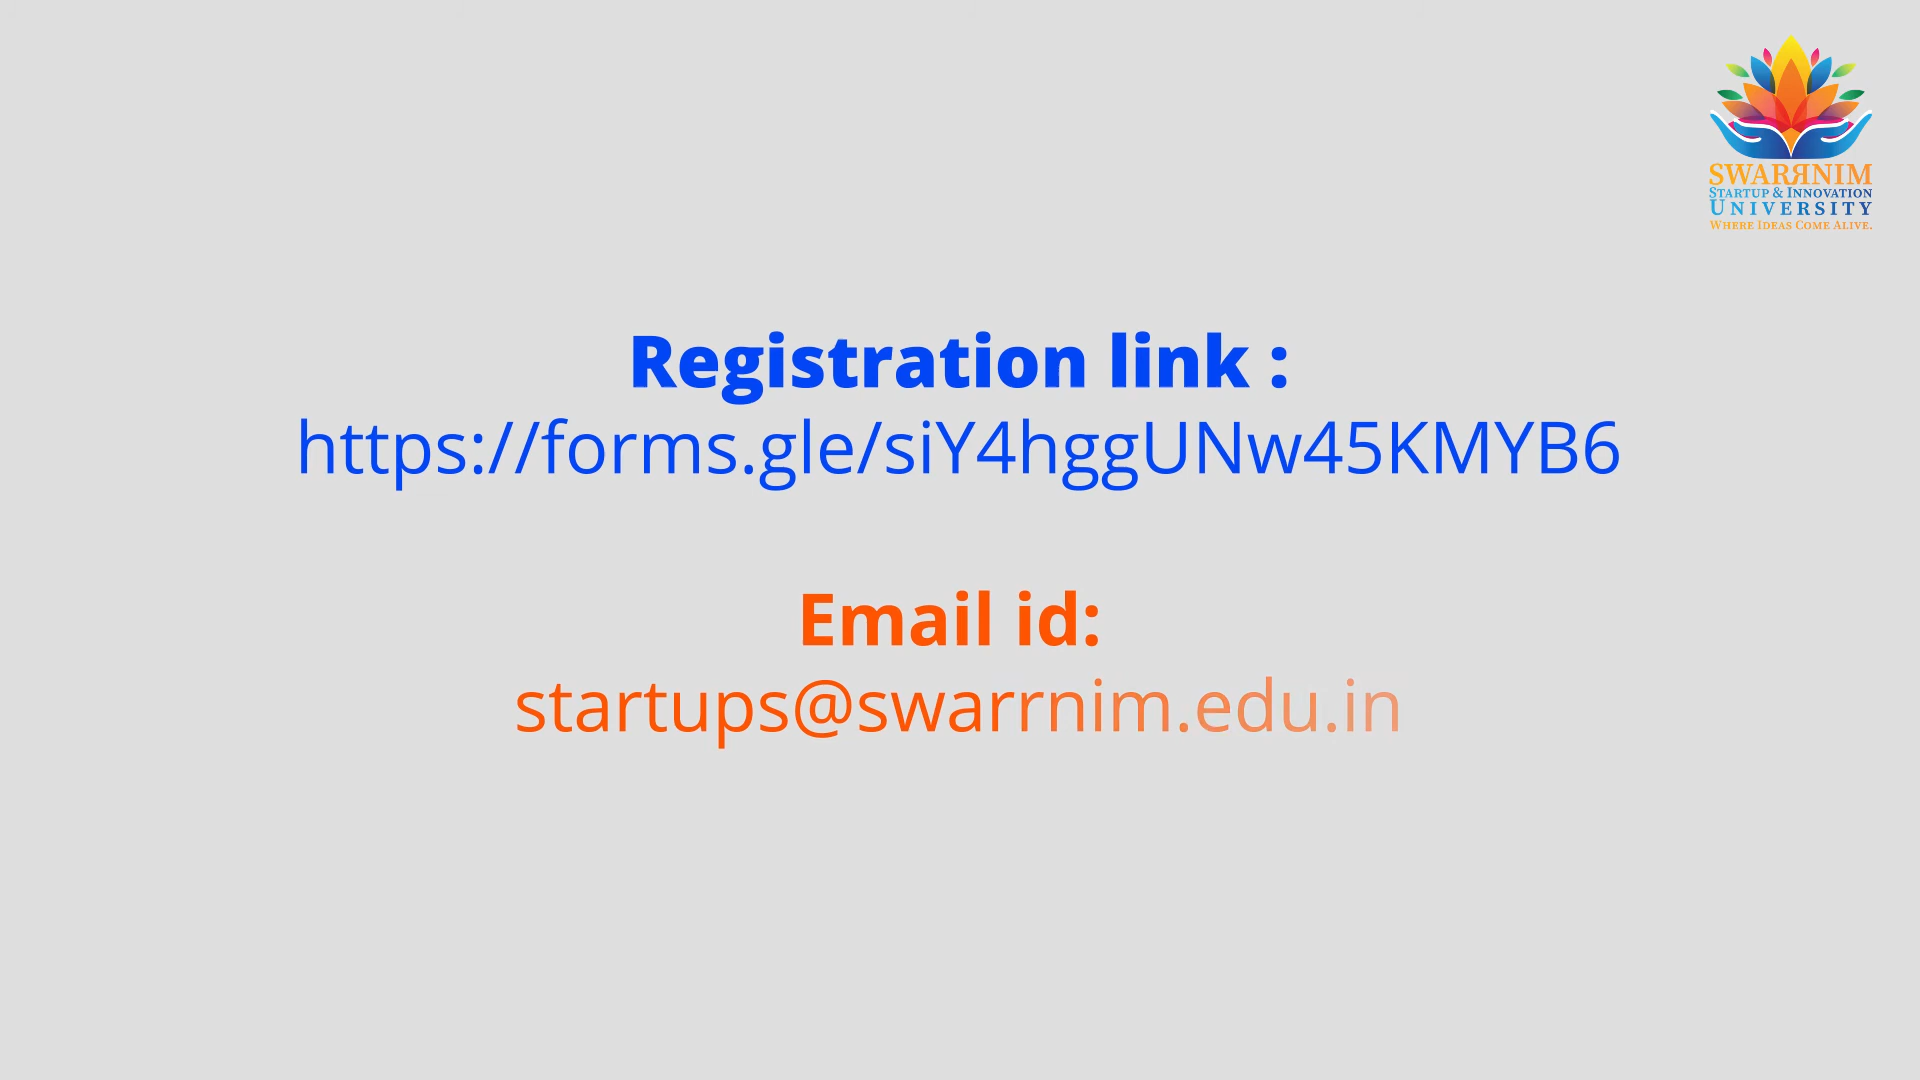 SWARRNIM
STARTUP & INNOVATION
UNIVERSITY
WHERE IDEAS COME ALIVE.
Registration link :
https://forms.gle/siY4hggUNw45KMYB6
Email id:
startups@swarrnim.edu.in